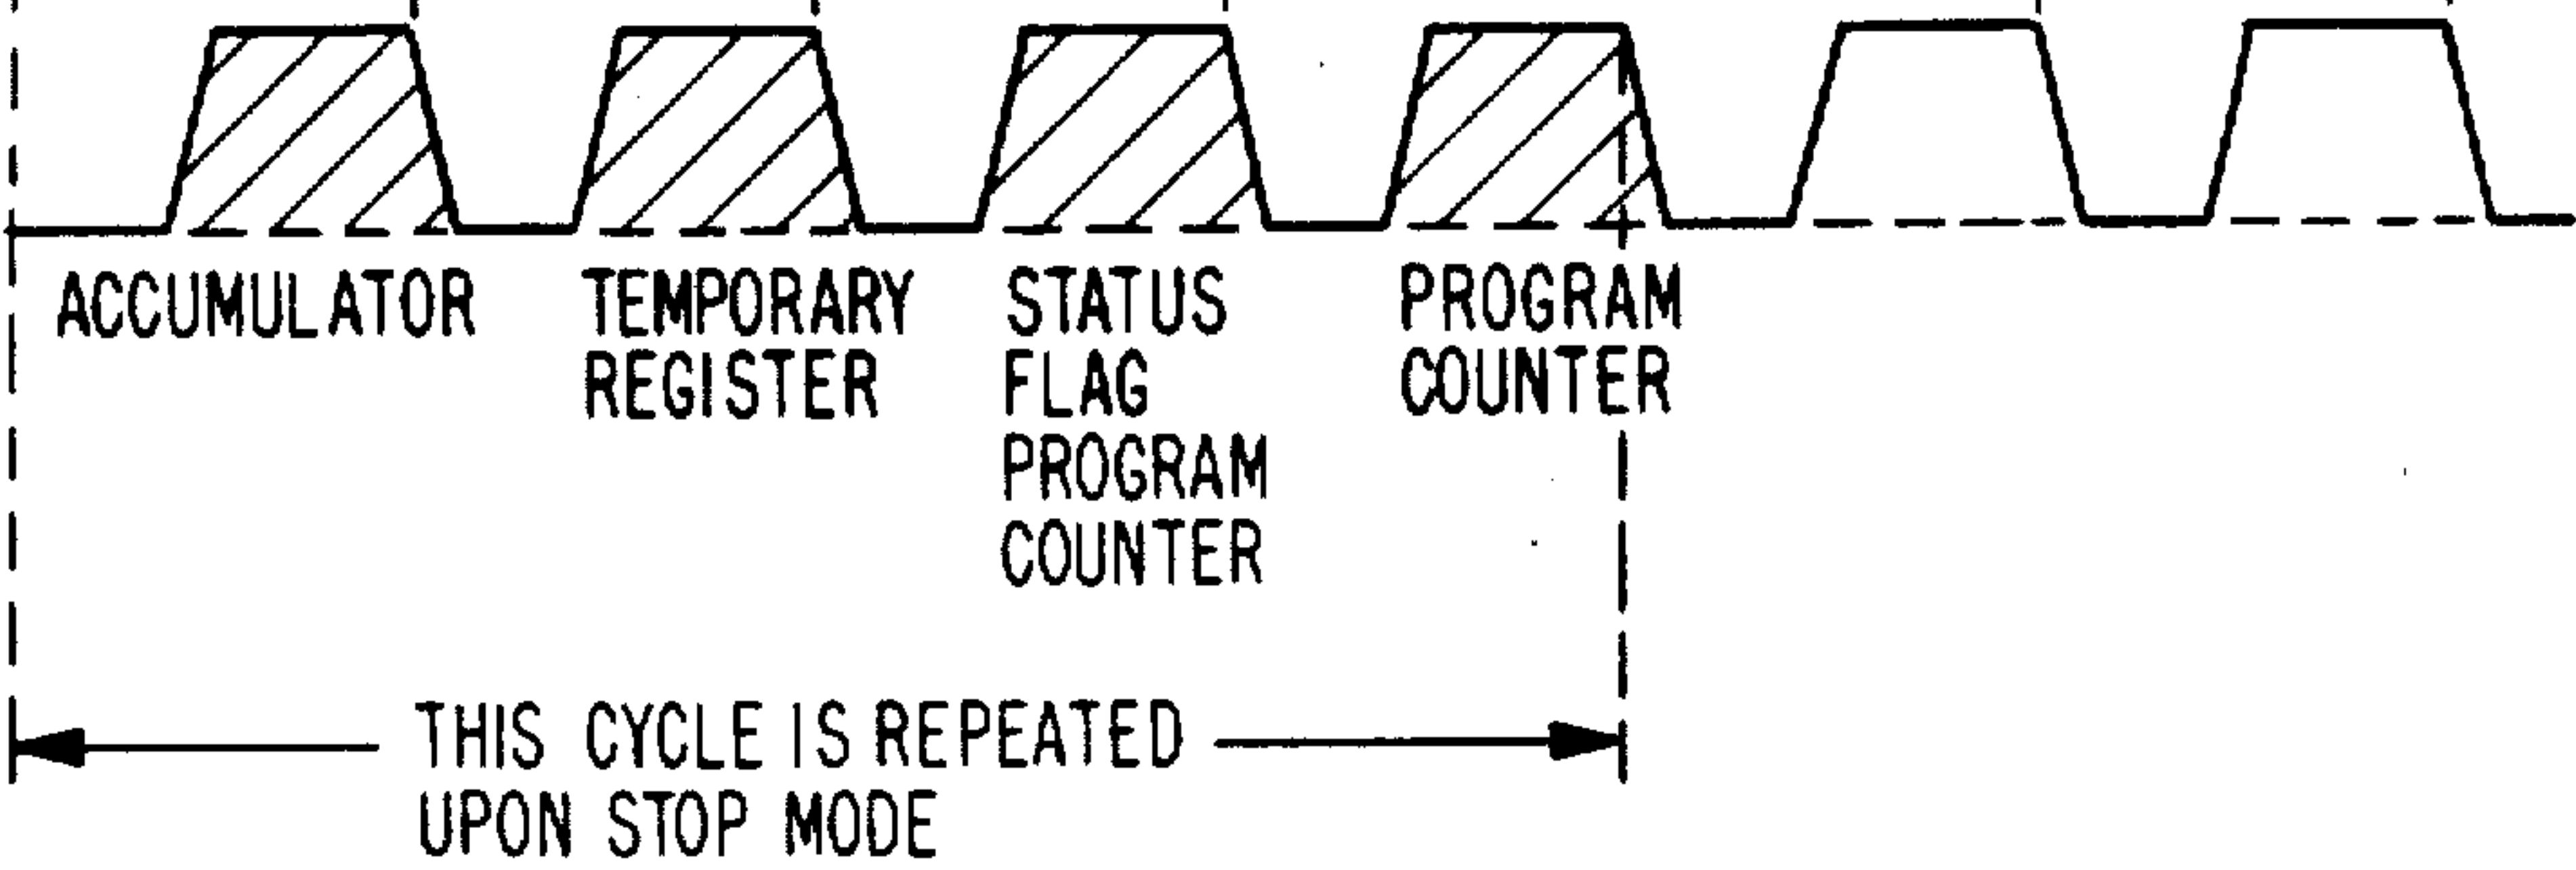 ACCUMULATOR
TEMPORARY
REGISTER
STATUS
FLAG
PROGRAM
COUNTER
PROGRAM
COUNTER
THIS CYCLE IS REPEATED
UPON STOP MODE